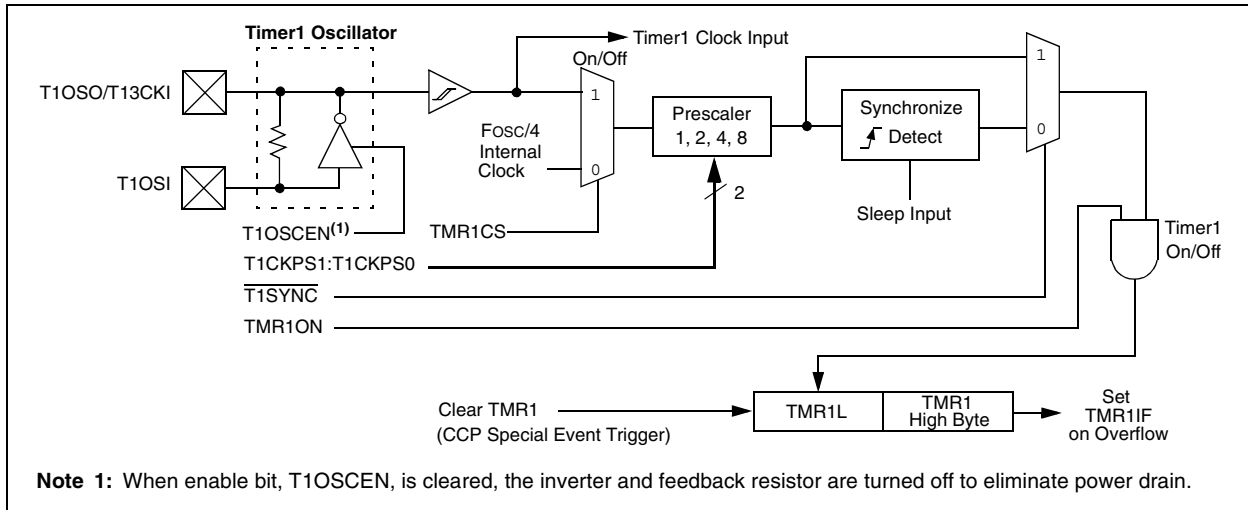 Timer1 Oscillator
T1OSO/T13CKI
T1OSI
T1OSCEN(1)
Timer1 Clock Input
On/Off
1
0
FOSC/4
Internal
Clock
TMR1CS
T1CKPS1:T1CKPS0
T1SYNC
TMR1ON
Prescaler
1, 2, 4, 8
2
Synchronize
Detect
Sleep Input
1
0
Timer1
On/Off
Clear TMR1
(CCP Special Event Trigger)
TMR1L
TMR1
High Byte
Set
TMR1IF
on Overflow
Note 1: When enable bit, T1OSCEN, is cleared, the inverter and feedback resistor are turned off to eliminate power drain.